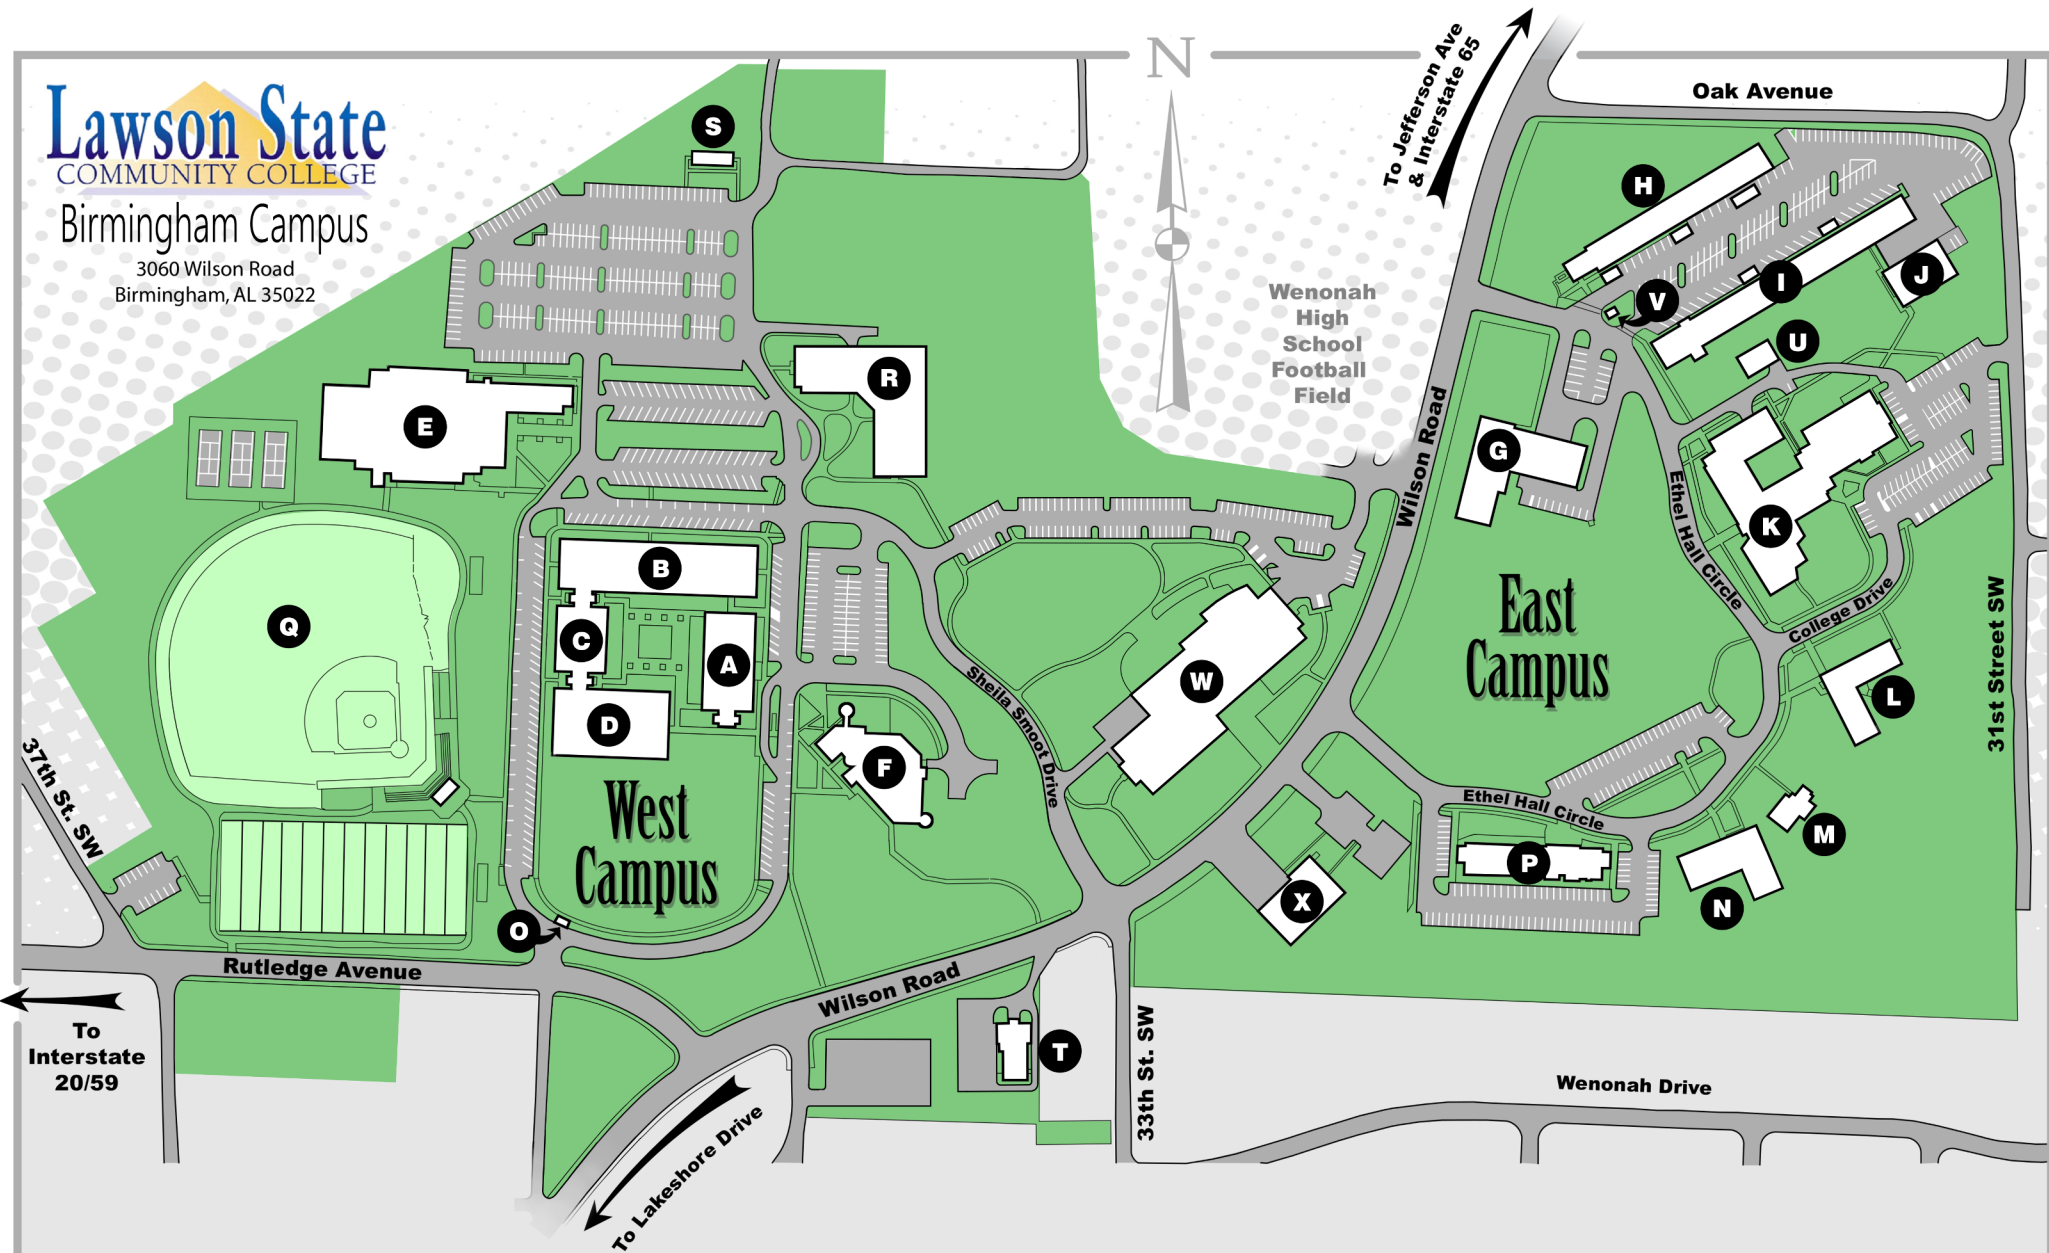 Lawson State
COMMUNITY COLLEGE
Birmingham Campus
3060 Wilson Road
Birmingham, AL 35022
N
To Jefferson Ave
& Interstate 65
Oak Avenue
Wenonah
High
School
Football
Field
S
H
J
I
V
U
R
E
G
K
Wilson Road
Ethel Hall Circle
College Drive
31st Street SW
East
Campus
B
C
A
D
Q
W
L
Sheila Smoot Drive
F
West
Campus
37th St. SW
Ethel Hall Circle
M
P
X
N
O
Rutledge Avenue
Wilson Road
To
Interstate
20/59
T
33th St. SW
Wenonah Drive
To Lakeshore Drive